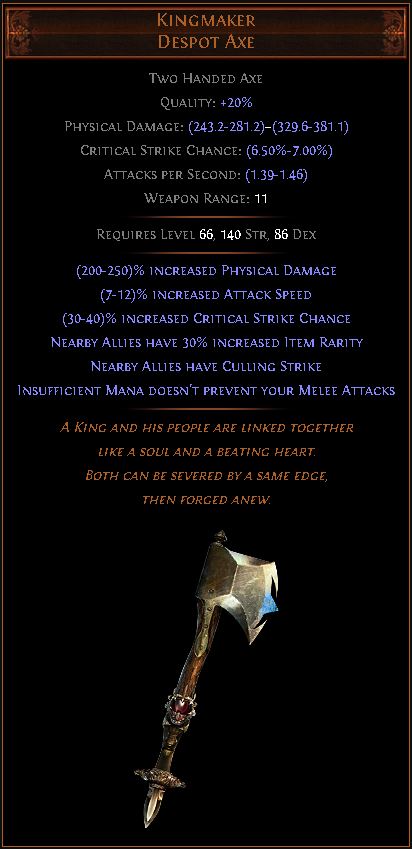 Kingmaker
Despot Axe
Two Handed Axe
Quality: +20%
Physical Damage: (243.2-281.2)–(329.6-381.1)
Critical Strike Chance: (6.50%-7.00%)
Attacks per Second: (1.39-1.46)
Weapon Range: 11
Requires Level 66, 140 Str, 86 Dex
(200-250)% increased Physical Damage
(7-12)% increased Attack Speed
(30-40)% increased Critical Strike Chance
Nearby Allies have 30% increased Item Rarity
Nearby Allies have Culling Strike
Insufficient Mana doesn't prevent your Melee Attacks
A King and his people are linked together
like a soul and a beating heart.
Both can be severed by a same edge,
then forged anew.